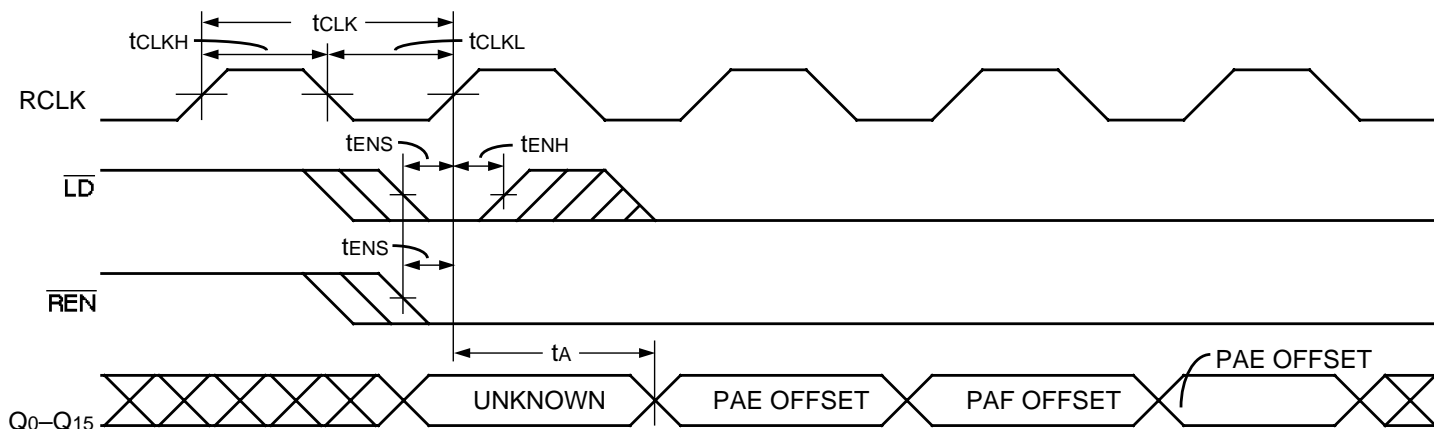 tCLK
tCLKH
tCLKL
RCLK
tENS
tENH
LD
tENS
REN
tA
PAE OFFSET
UNKNOWN
PAE OFFSET
PAF OFFSET
Q0–Q15